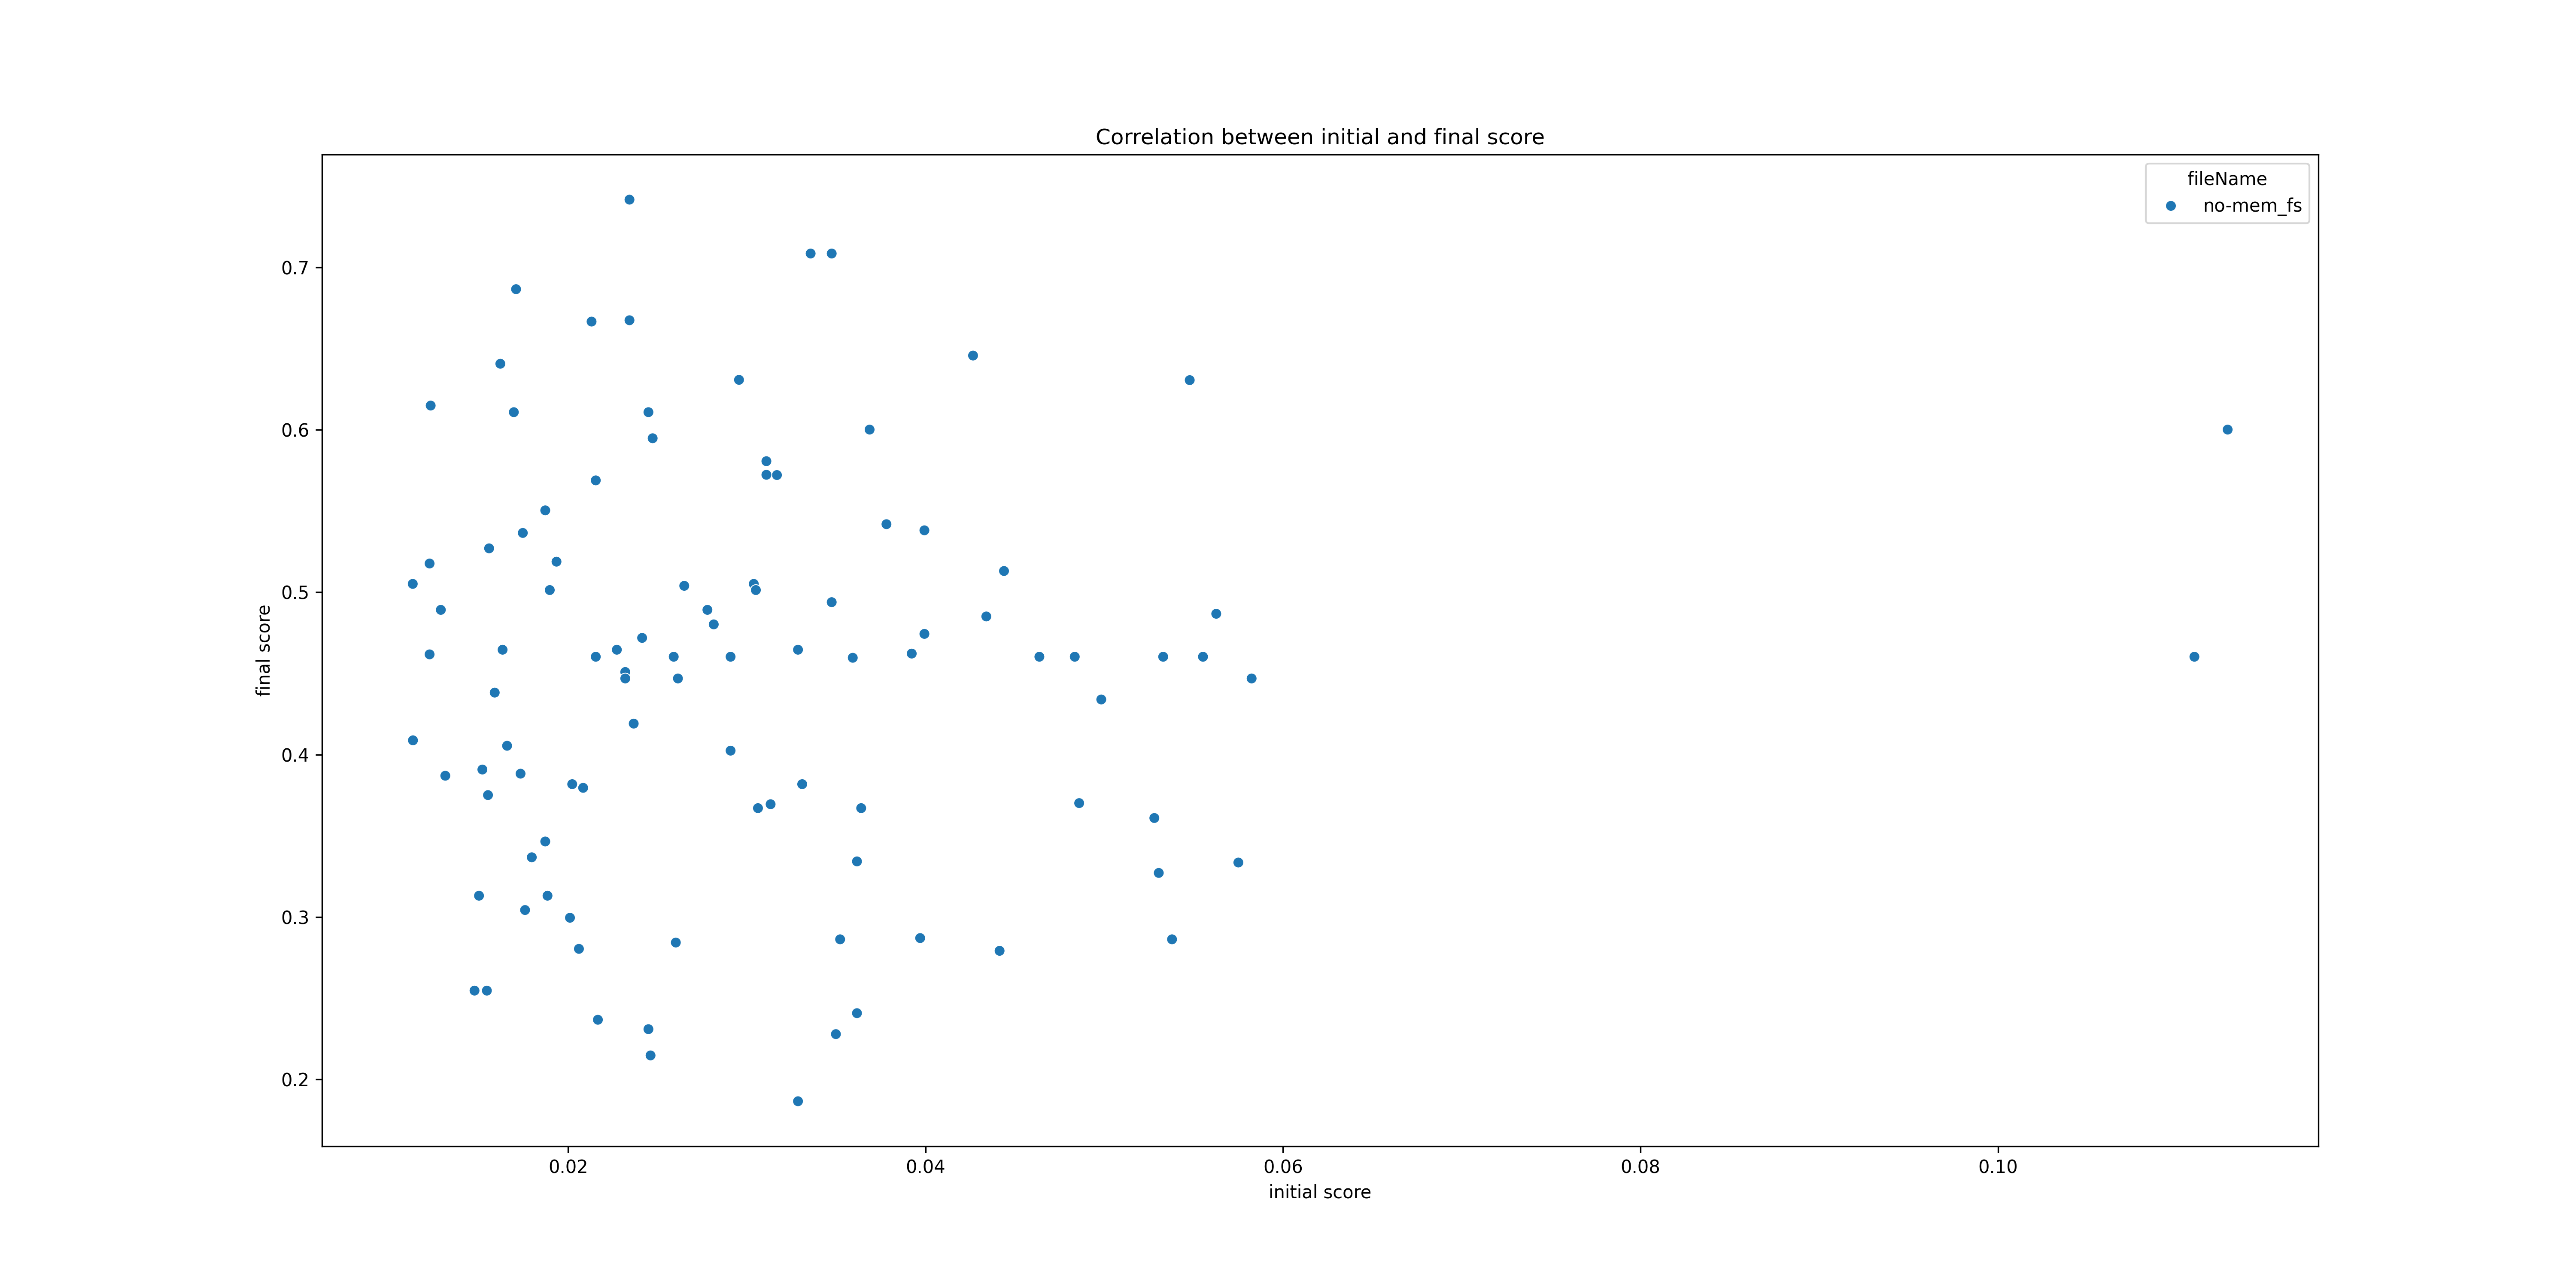 Correlation between initial and final score
fileName
no-mem_fs
0.7
0.6
0.5
0.4
0.3
0.2
final score
0.02
0.04
0.06
0.08
0.10
initial score